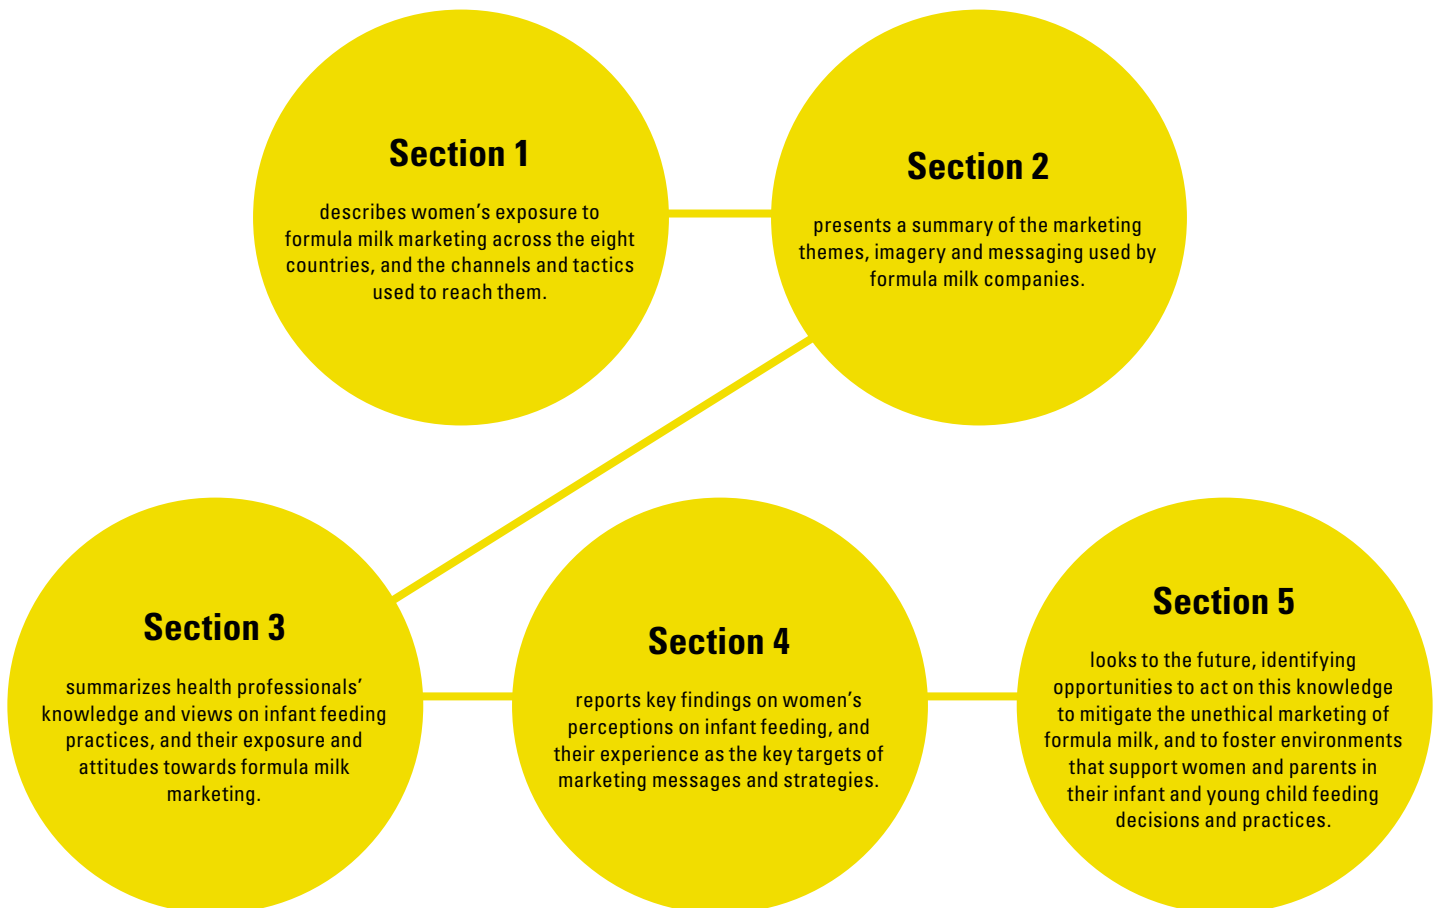 Section 1
describes women’s exposure to
formula milk marketing across the eight
countries, and the channels and tactics
used to reach them.
Section 2
presents a summary of the marketing
themes, imagery and messaging used by
formula milk companies.
Section 3
summarizes health professionals’
knowledge and views on infant feeding
practices, and their exposure and
attitudes towards formula milk
marketing.
Section 4
reports key findings on women’s
perceptions on infant feeding, and
their experience as the key targets of
marketing messages and strategies.
Section 5
looks to the future, identifying
opportunities to act on this knowledge
to mitigate the unethical marketing of
formula milk, and to foster environments
that support women and parents in
their infant and young child feeding
decisions and practices.